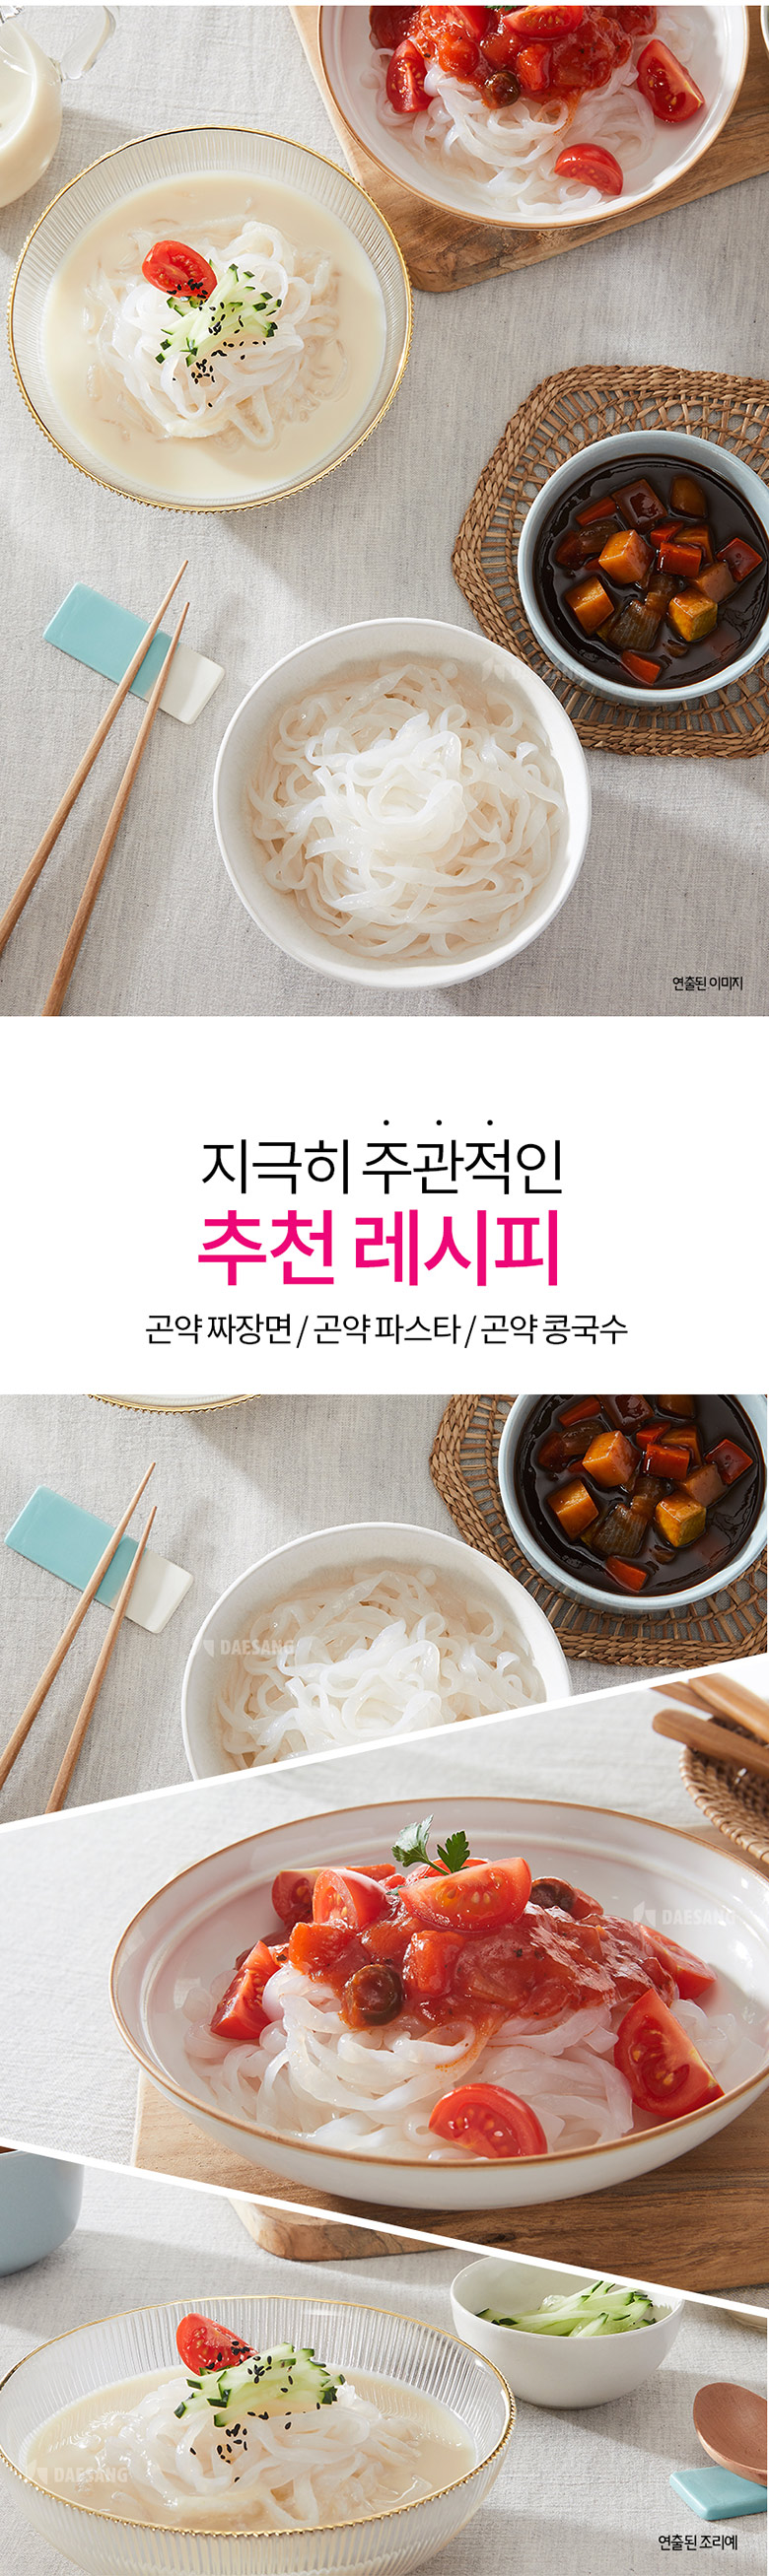 연출된 이미지
지극히 주관적인
추천 레시피
곤약 짜장면 / 곤약 파스타 / 곤약 콩국수
DAESANG
DAESANG
DAESANG
연출된 조리예